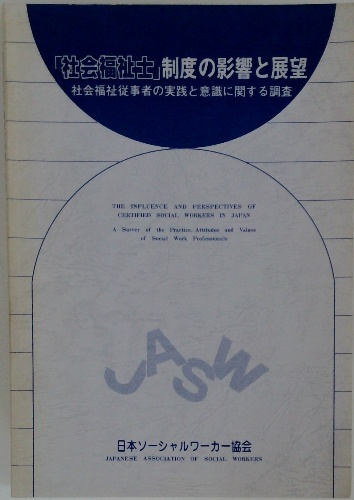 「社会福祉士」制度の影響と展望
社会福祉従事者の実践と意識に関する調査
THE INFLUENCE AND PERSPECTIVES OF
CERTIFIED SOCIAL WORKERS IN JAPAN
A Survey of the Practice, Attitudes and Values
of Social Work Professionals
JASW
日本ソーシャルワーカー協会
JAPANESE ASSOCIATION OF SOCIAL WORKERS